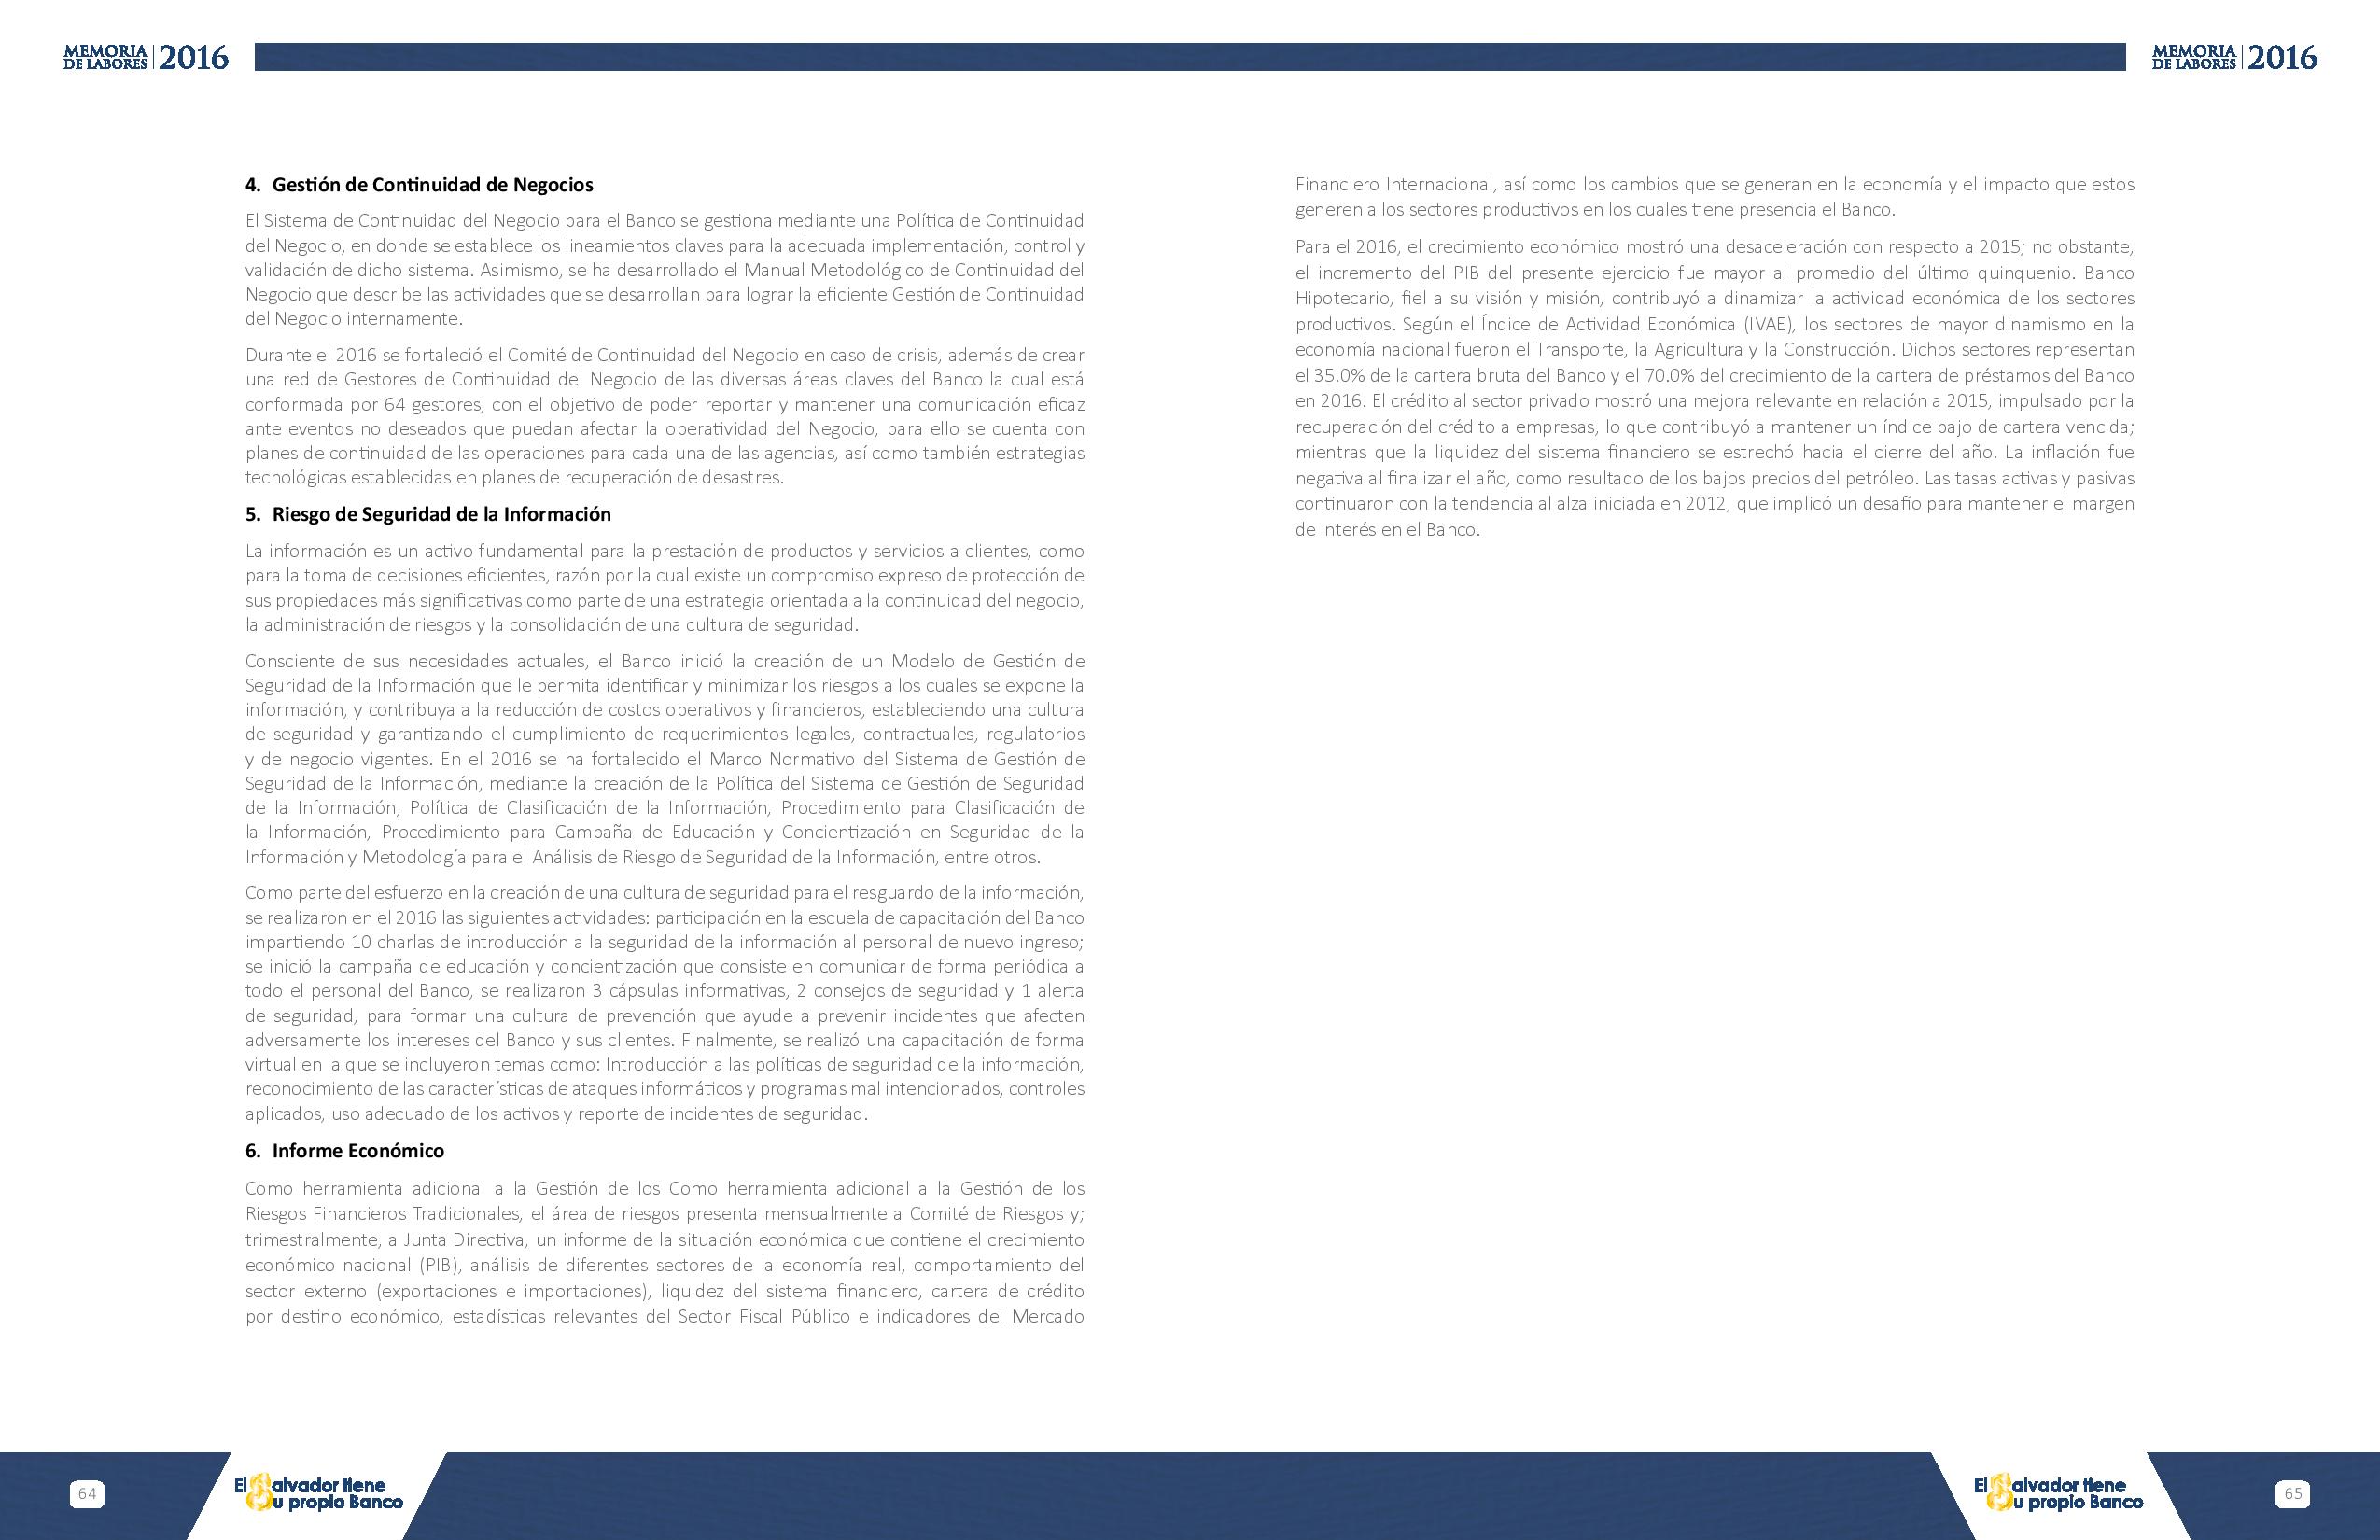 MEMORIA
DE LABORES 2016
MEMORIA
DE LABORES 2016
4. Gestión de Continuidad de Negocios
El Sistema de Continuidad del Negocio para el Banco se gestiona mediante una Política de Continuidad
del Negocio, en donde se establece los lineamientos claves para la adecuada implementación, control y
validación de dicho sistema. Asimismo, se ha desarrollado el Manual Metodológico de Continuidad del
Negocio que describe las actividades que se desarrollan para lograr la eficiente Gestión de Continuidad
del Negocio internamente.
Durante el 2016 se fortaleció el Comité de Continuidad del Negocio en caso de crisis, además de crear
una red de Gestores de Continuidad del Negocio de las diversas áreas claves del Banco la cual está
conformada por 64 gestores, con el objetivo de poder reportar y mantener una comunicación eficaz
ante eventos no deseados que puedan afectar la operatividad del Negocio, para ello se cuenta con
planes de continuidad de las operaciones para cada una de las agencias, así como también estrategias
tecnológicas establecidas en planes de recuperación de desastres.
5. Riesgo de Seguridad de la Información
La información es un activo fundamental para la prestación de productos y servicios a clientes, como
para la toma de decisiones eficientes, razón por la cual existe un compromiso expreso de protección de
sus propiedades más significativas como parte de una estrategia orientada a la continuidad del negocio,
la administración de riesgos y la consolidación de una cultura de seguridad.
Consciente de sus necesidades actuales, el Banco inició la creación de un Modelo de Gestión de
Seguridad de la Información que le permita identificar y minimizar los riesgos a los cuales se expone la
información, y contribuya a la reducción de costos operativos y financieros, estableciendo una cultura
de seguridad y garantizando el cumplimiento de requerimientos legales, contractuales, regulatorios
y de negocio vigentes. En el 2016 se ha fortalecido el Marco Normativo del Sistema de Gestión de
Seguridad de la Información, mediante la creación de la Política del Sistema de Gestión de Seguridad
de la Información, Política de Clasificación de la Información, Procedimiento para Clasificación de
la Información, Procedimiento para Campaña de Educación y Concientización en Seguridad de la
Información y Metodología para el Análisis de Riesgo de Seguridad de la Información, entre otros.
Como parte del esfuerzo en la creación de una cultura de seguridad para el resguardo de la información,
se realizaron en el 2016 las siguientes actividades: participación en la escuela de capacitación del Banco
impartiendo 10 charlas de introducción a la seguridad de la información al personal de nuevo ingreso;
se inició la campaña de educación y concientización que consiste en comunicar de forma periódica a
todo el personal del Banco, se realizaron 3 cápsulas informativas, 2 consejos de seguridad y 1 alerta
de seguridad, para formar una cultura de prevención que ayude a prevenir incidentes que afecten
adversamente los intereses del Banco y sus clientes. Finalmente, se realizó una capacitación de forma
virtual en la que se incluyeron temas como: Introducción a las políticas de seguridad de la información,
reconocimiento de las características de ataques informáticos y programas mal intencionados, controles
aplicados, uso adecuado de los activos y reporte de incidentes de seguridad.
6. Informe Económico
Como herramienta adicional a la Gestión de los Como herramienta adicional a la Gestión de los
Riesgos Financieros Tradicionales, el área de riesgos presenta mensualmente a Comité de Riesgos y;
trimestralmente, a Junta Directiva, un informe de la situación económica que contiene el crecimiento
económico nacional (PIB), análisis de diferentes sectores de la economía real, comportamiento del
sector externo (exportaciones e importaciones), liquidez del sistema financiero, cartera de crédito
por destino económico, estadísticas relevantes del Sector Fiscal Público e indicadores del Mercado
Financiero Internacional, así como los cambios que se generan en la economía y el impacto que estos
generen a los sectores productivos en los cuales tiene presencia el Banco.
Para el 2016, el crecimiento económico mostró una desaceleración con respecto a 2015; no obstante,
el incremento del PIB del presente ejercicio fue mayor al promedio del último quinquenio. Banco
Hipotecario, fiel a su visión y misión, contribuyó a dinamizar la actividad económica de los sectores
productivos. Según el Índice de Actividad Económica (IVAE), los sectores de mayor dinamismo en la
economía nacional fueron el Transporte, la Agricultura y la Construcción. Dichos sectores representan
el 35.0% de la cartera bruta del Banco y el 70.0% del crecimiento de la cartera de préstamos del Banco
en 2016. El crédito al sector privado mostró una mejora relevante en relación a 2015, impulsado por la
recuperación del crédito a empresas, lo que contribuyó a mantener un índice bajo de cartera vencida;
mientras que la liquidez del sistema financiero se estrechó hacia el cierre del año. La inflación fue
negativa al finalizar el año, como resultado de los bajos precios del petróleo. Las tasas activas y pasivas
continuaron con la tendencia al alza iniciada en 2012, que implicó un desafío para mantener el margen
de interés en el Banco.
64
El Salvador tiene
Su propio Banco
El Salvador tiene
Su propio Banco
65